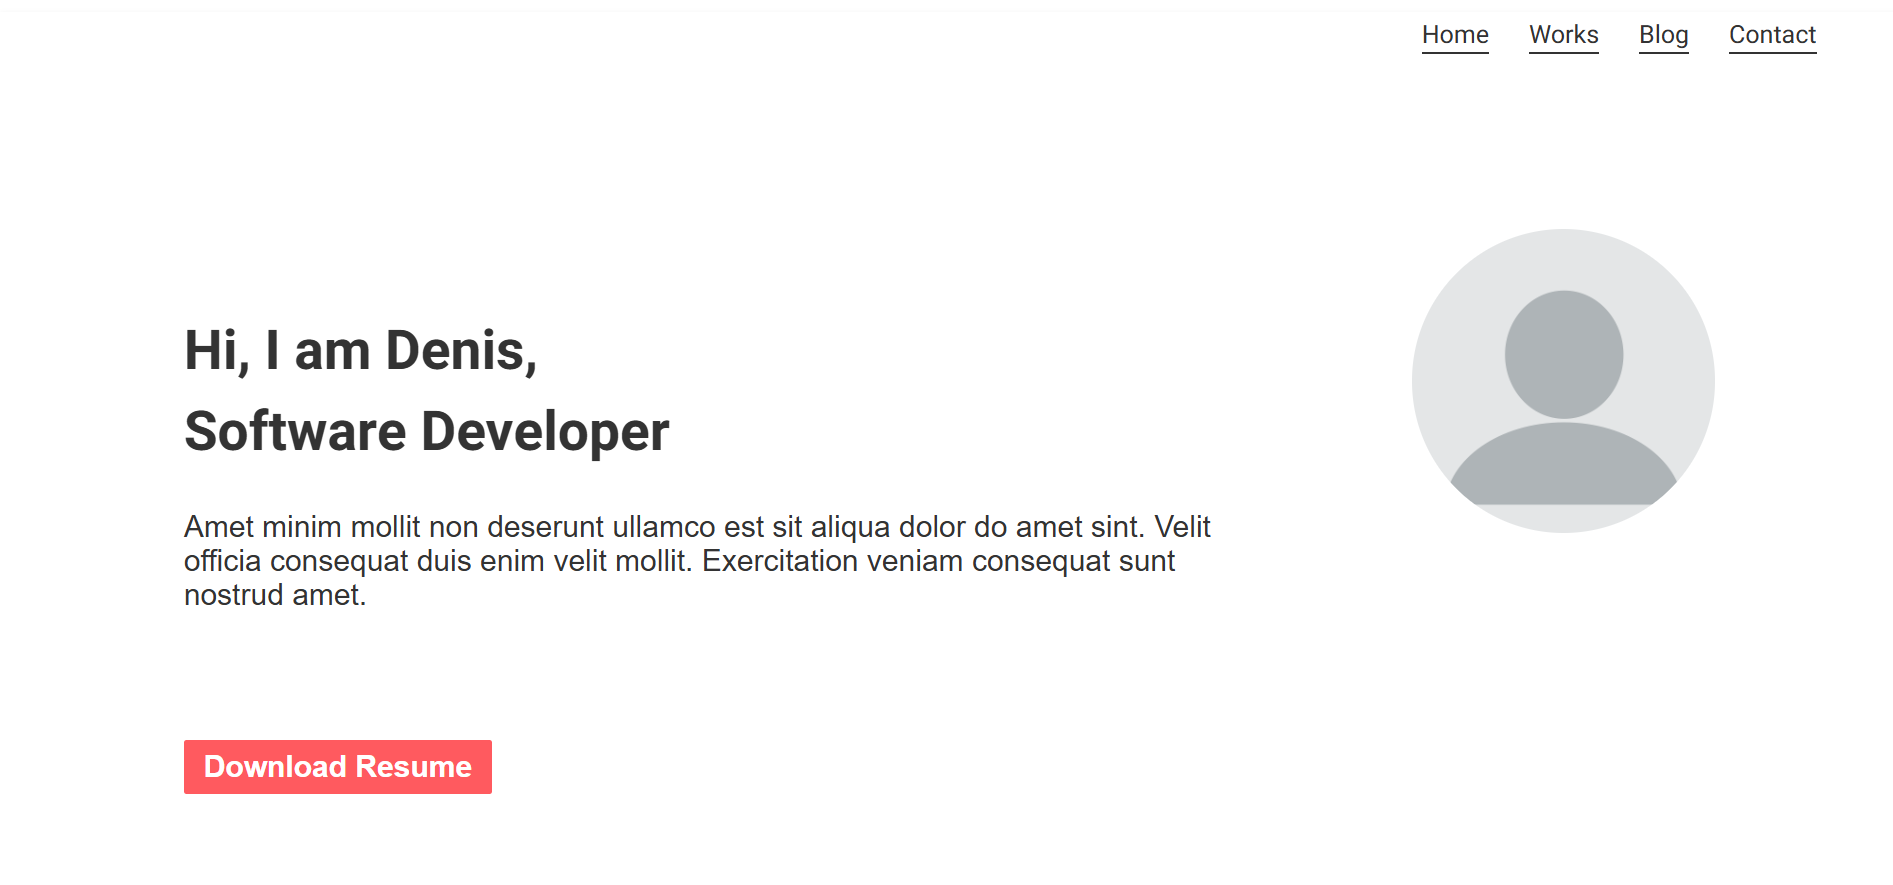 Home Works Blog Contact
Hi, I am Denis,
Software Developer
Amet minim mollit non deserunt ullamco est sit aliqua dolor do amet sint. Velit
officia consequat duis enim velit mollit. Exercitation veniam consequat sunt
nostrud amet.
Download Resume